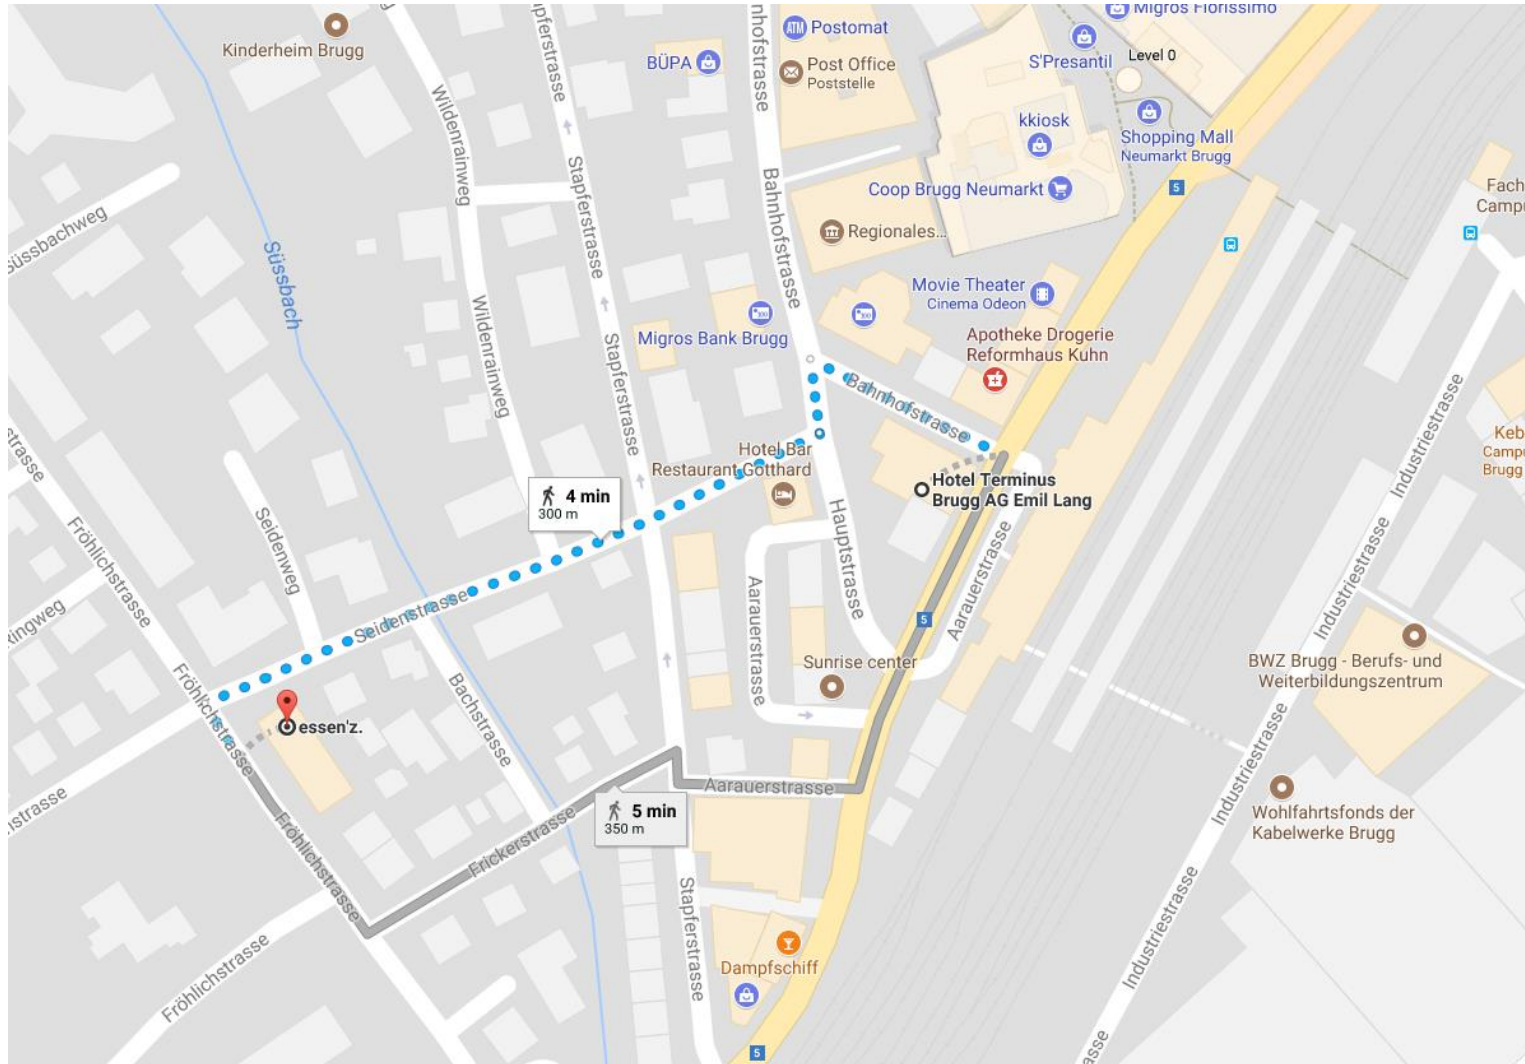 Migros Florissimo
Kinderheim Brugg
Postomat
ATM
BÜPA
Post Office
Poststelle
S'Presantil
Level 0
kkiosk
Shopping Mall
Neumarkt Brugg
Wildenrainweg
Stapferstrasse
Bahnhofstrasse
Coop Brugg Neumarkt
5
Regionales...
Süssbachweg
Süssbach
Movie Theater
Cinema Odeon
Migros Bank Brugg
Apotheke Drogerie
Reformhaus Kuhn
Wildenrainweg
Stapferstrasse
Bahnhofstrasse
Bahnhofstrasse
Industriestrasse
Hotel Bar
Restaurant Gotthard
Hotel Terminus
Brugg AG Emil Lang
4 min
300 m
Seidenweg
Fröhlichstrasse
Hauptstrasse
Aarauerstrasse
Aarauerstrasse
Industriestrasse
Seidenstrasse
5
Sunrise center
BWZ Brugg - Berufs- und
Weiterbildungszentrum
Fröhlichstrasse
Bachstrasse
essen'z.
Aarauerstrasse
Industriestrasse
5 min
350 m
Frickerstrasse
Fröhlichstrasse
Wohlfahrtsfonds der
Kabelwerke Brugg
Stapferstrasse
Fröhlichstrasse
Dampfschiff
Industriestrasse
5